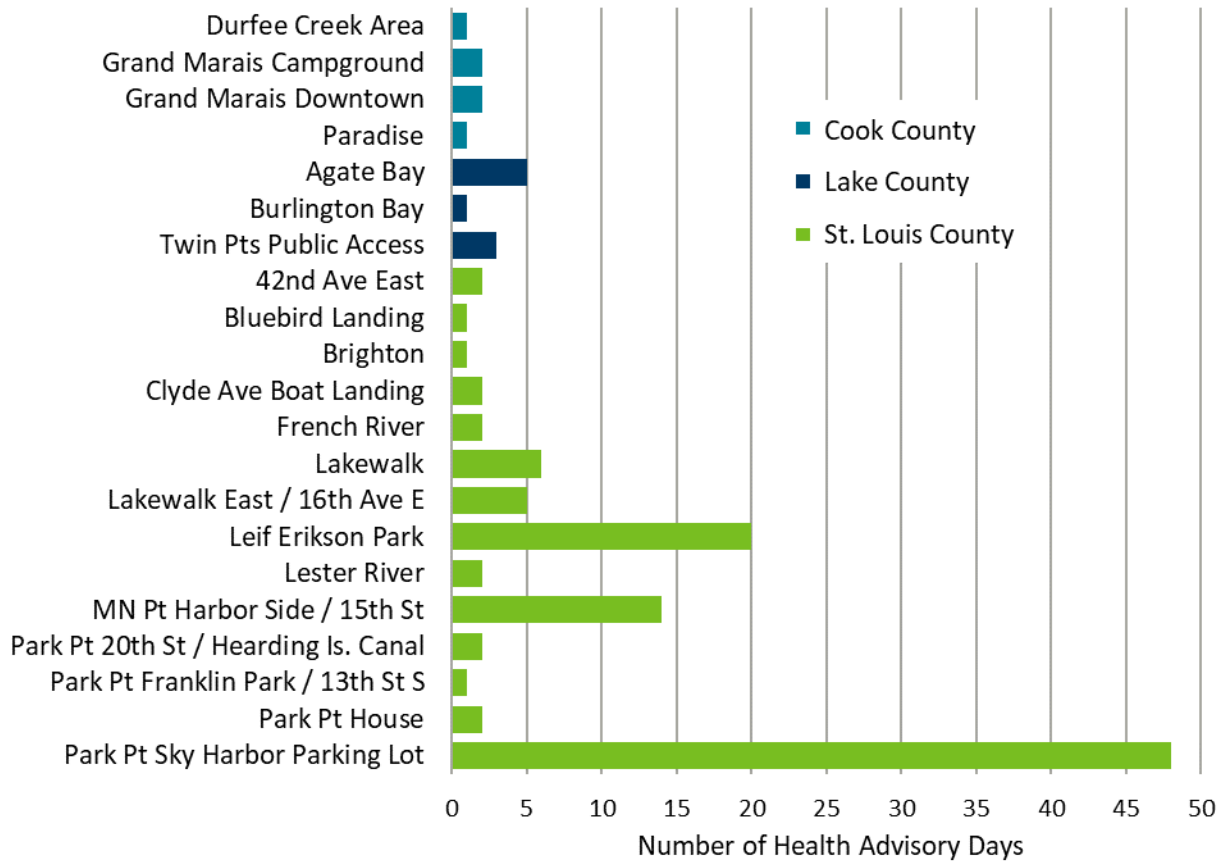 Durfee Creek Area
Grand Marais Campground
Grand Marais Downtown
Paradise
Agate Bay
Burlington Bay
Twin Pts Public Access
42nd Ave East
Bluebird Landing
Brighton
Clyde Ave Boat Landing
French River
Lakewalk
Lakewalk East / 16th Ave E
Leif Erikson Park
Lester River
MN Pt Harbor Side / 15th St
Park Pt 20th St / Hearding Is. Canal
Park Pt Franklin Park / 13th St S
Park Pt House
Park Pt Sky Harbor Parking Lot
Cook County
Lake County
St. Louis County
0 5 10 15 20 25 30 35 40 45 50
Number of Health Advisory Days